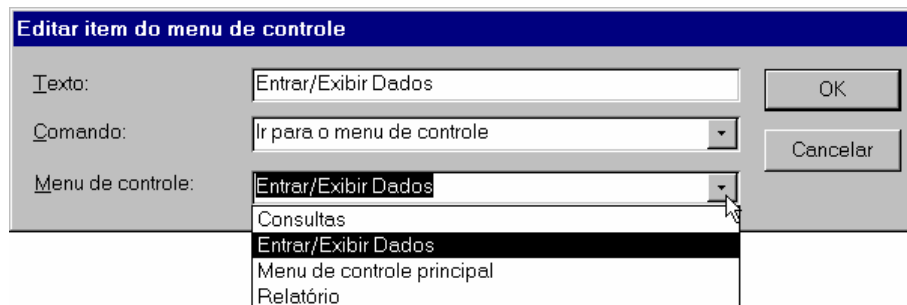 Editar item do menu de controle
Texto: Entrar/Exibir Dados OK
Comando: Ir para o menu de controle Cancelar
Menu de controle: Entrar/Exibir Dados
Consultas
Entrar/Exibir Dados
Menu de controle principal
Relatório